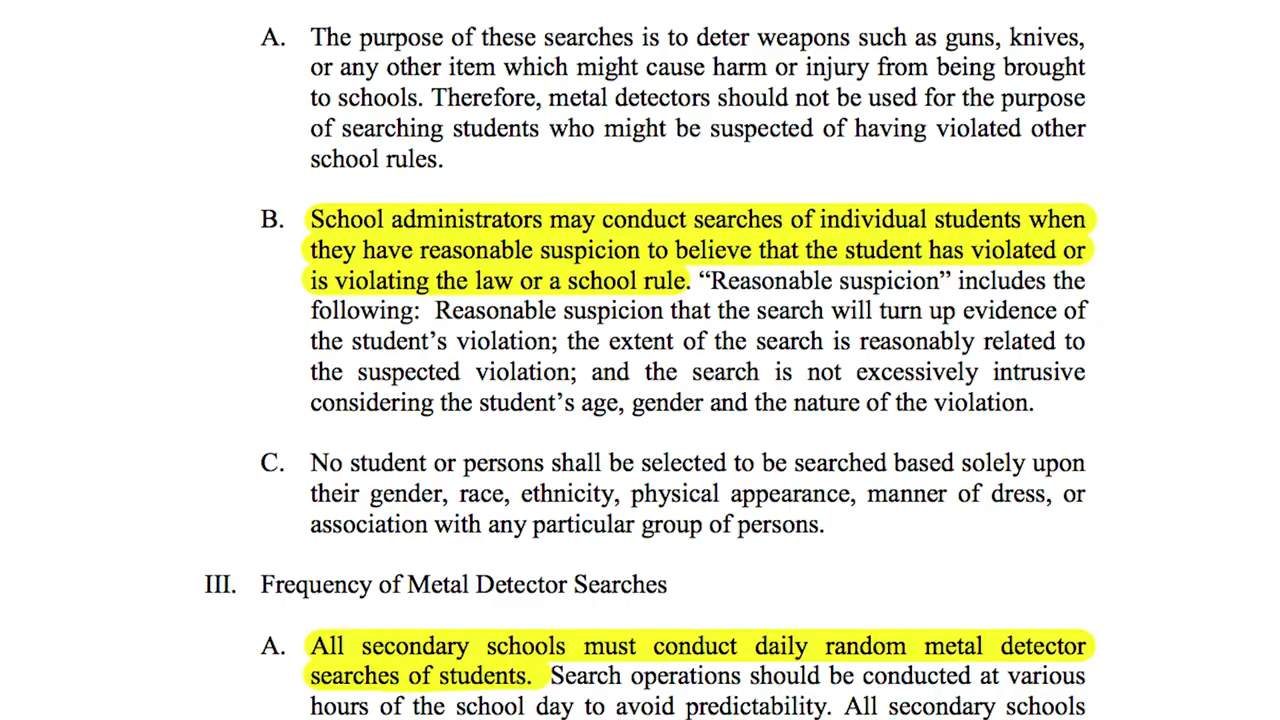 A. The purpose of these searches is to deter weapons such as guns, knives,
or any other item which might cause harm or injury from being brought
to schools. Therefore, metal detectors should not be used for the purpose
of searching students who might be suspected of having violated other
school rules.
B. School administrators may conduct searches of individual students when
they have reasonable suspicion to believe that the student has violated or
is violating the law or a school rule. “Reasonable suspicion” includes the
following: Reasonable suspicion that the search will turn up evidence of
the student’s violation; the extent of the search is reasonably related to
the suspected violation; and the search is not excessively intrusive
considering the student’s age, gender and the nature of the violation.
C. No student or persons shall be selected to be searched based solely upon
their gender, race, ethnicity, physical appearance, manner of dress, or
association with any particular group of persons.
III. Frequency of Metal Detector Searches
A. All secondary schools must conduct daily random metal detector
searches of students. Search operations should be conducted at various
hours of the school day to avoid predictability. All secondary schools